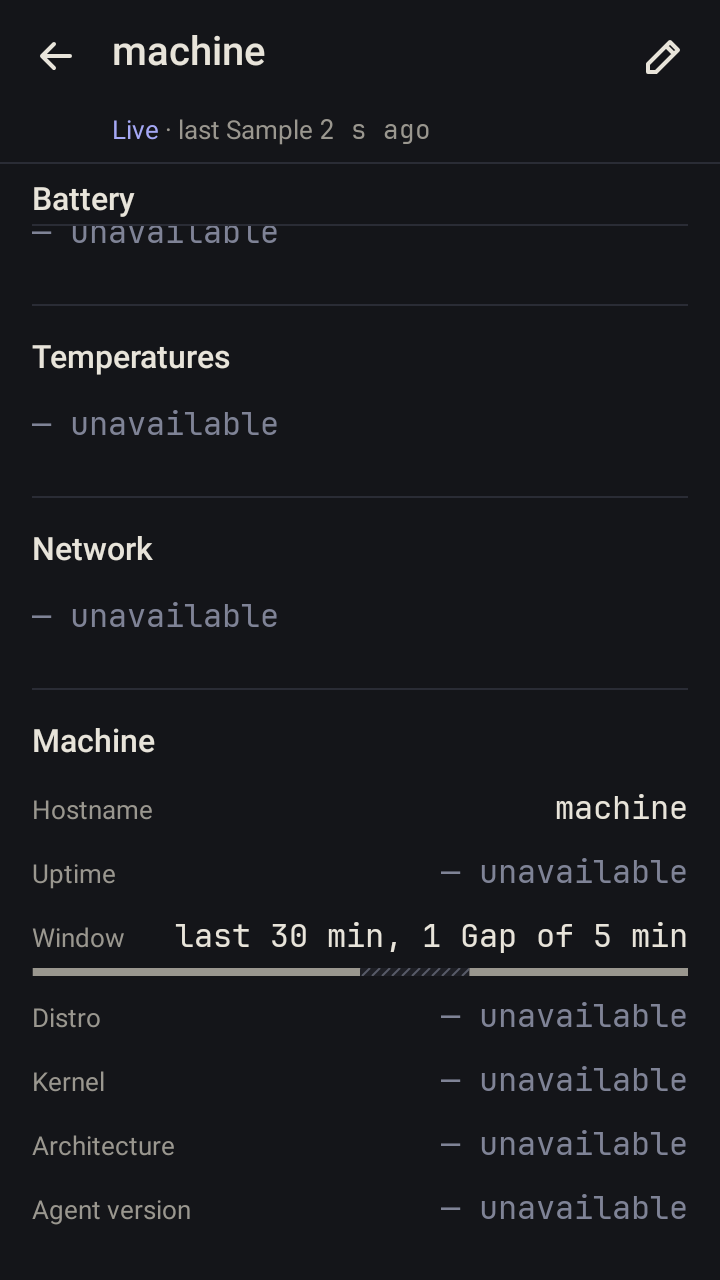 machine
Live · last Sample 2 s ago
Battery
— unavailable
Temperatures
— unavailable
Network
— unavailable
Machine
Hostname machine
Uptime — unavailable
Window last 30 min, 1 Gap of 5 min
Distro — unavailable
Kernel — unavailable
Architecture — unavailable
Agent version — unavailable